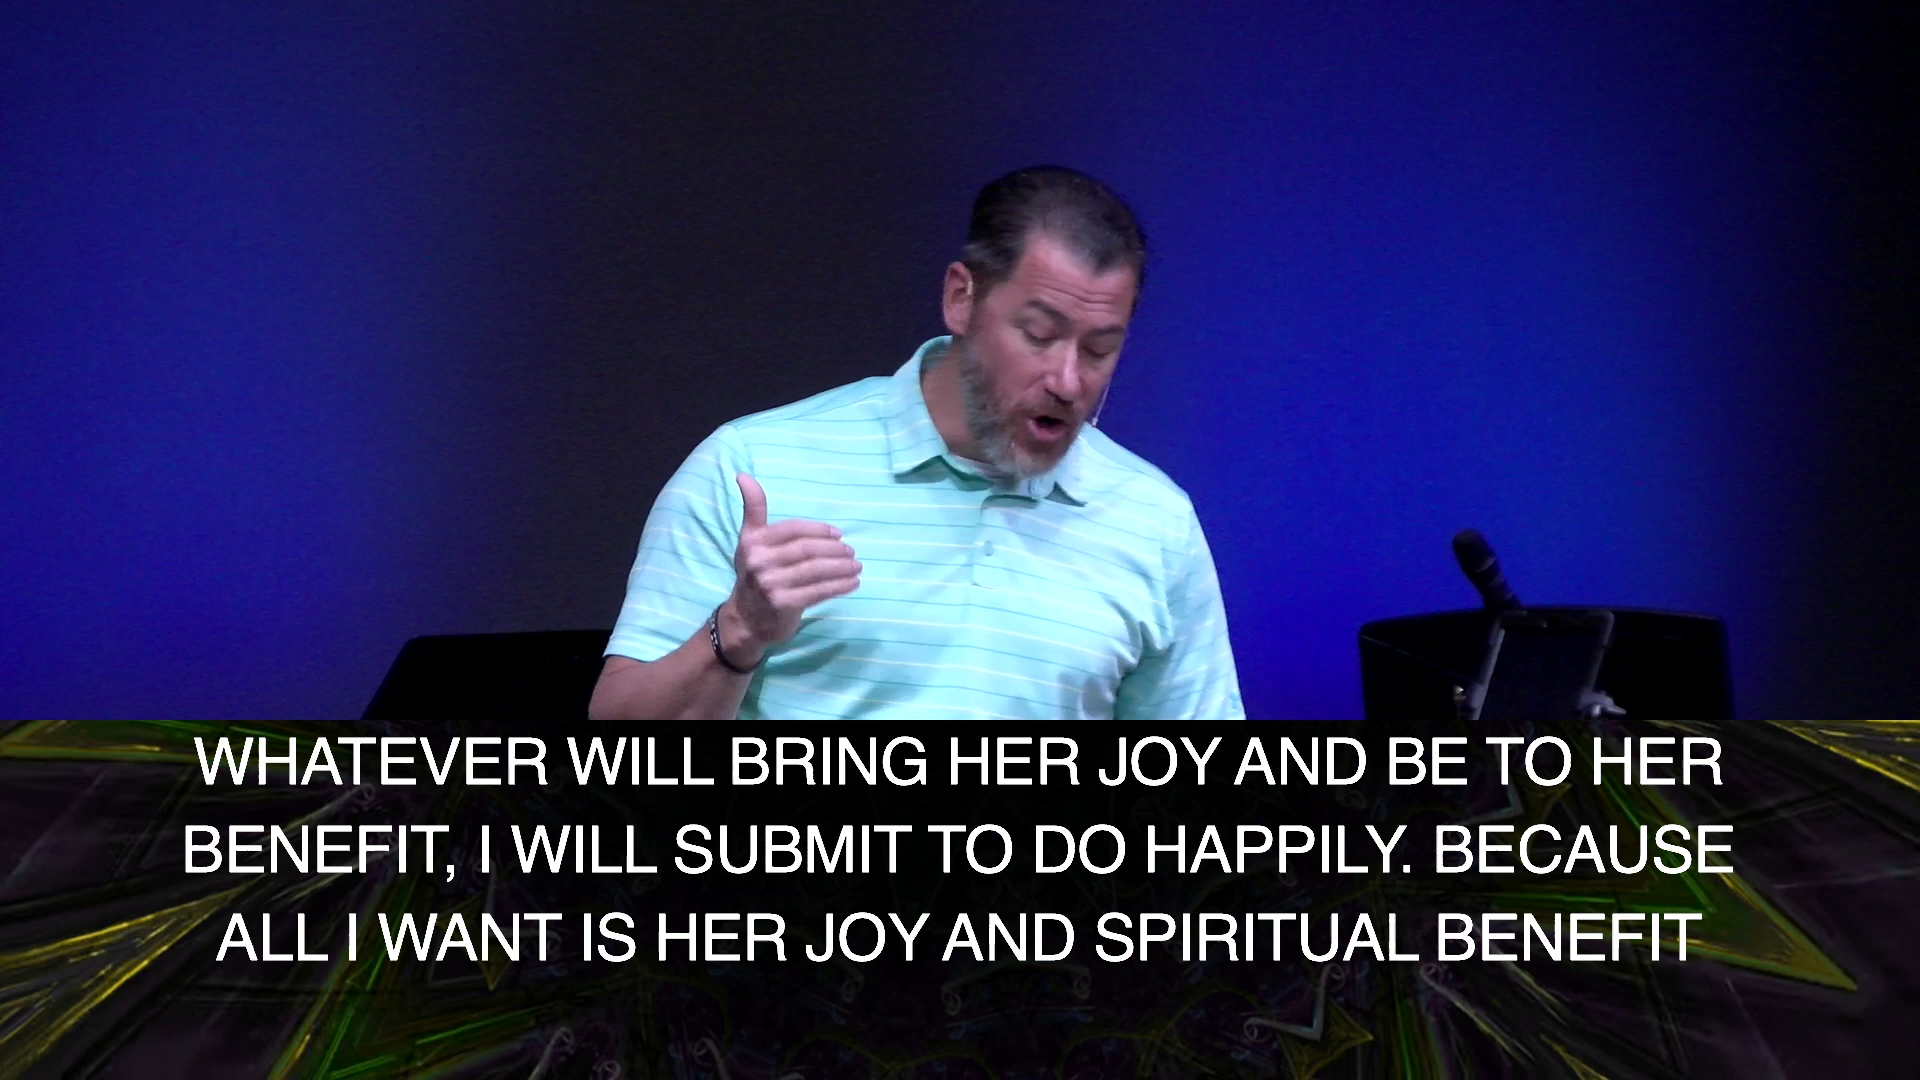 WHATEVER WILL BRING HER JOY AND BE TO HER
BENEFIT, I WILL SUBMIT TO DO HAPPILY. BECAUSE
ALL I WANT IS HER JOY AND SPIRITUAL BENEFIT